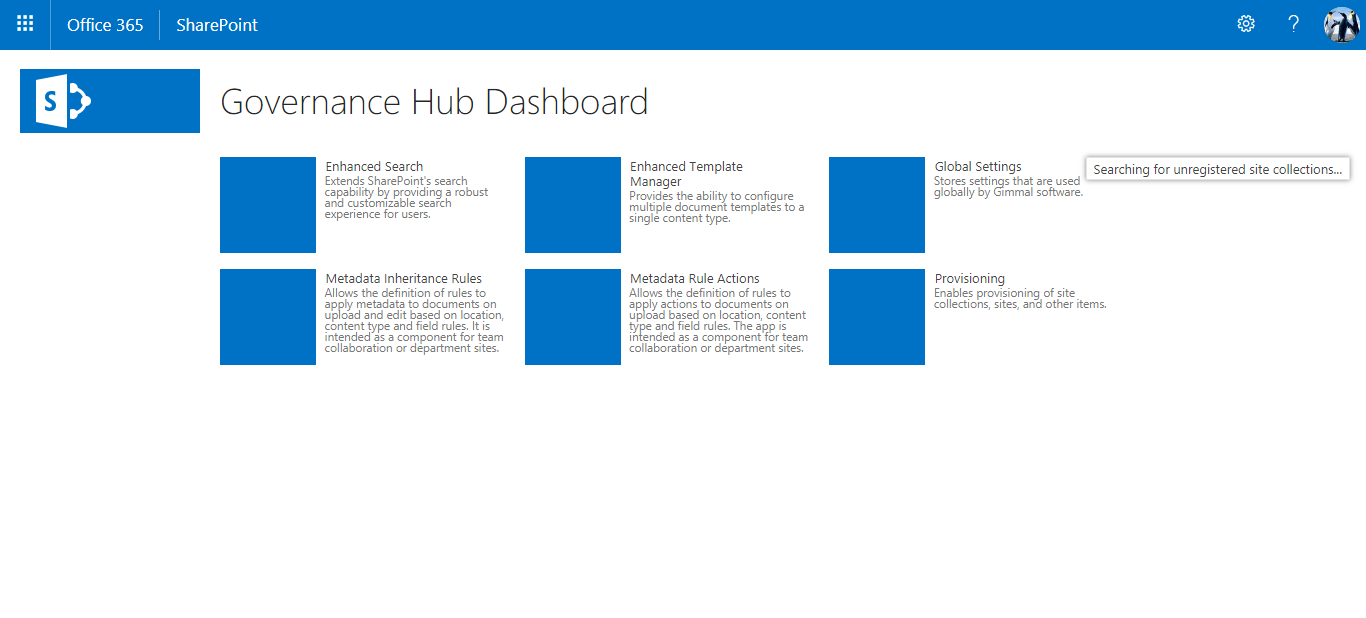 Office 365
SharePoint
?
S
Governance Hub Dashboard
Enhanced Search
Extends SharePoint's search
capability by providing a robust
and customizable search
experience for users.
Enhanced Template
Manager
Provides the ability to configure
multiple document templates to a
single content type.
Global Settings
Stores settings that are used
globally by Gimmal software.
Searching for unregistered site collections...
Metadata Inheritance Rules
Allows the definition of rules to
apply metadata to documents on
upload and edit based on location,
content type and field rules. It is
intended as a component for team
collaboration or department sites.
Metadata Rule Actions
Allows the definition of rules to
apply actions to documents on
upload based on location, content
type and field rules. The app is
intended as a component for team
collaboration or department sites.
Provisioning
Enables provisioning of site
collections, sites, and other items.